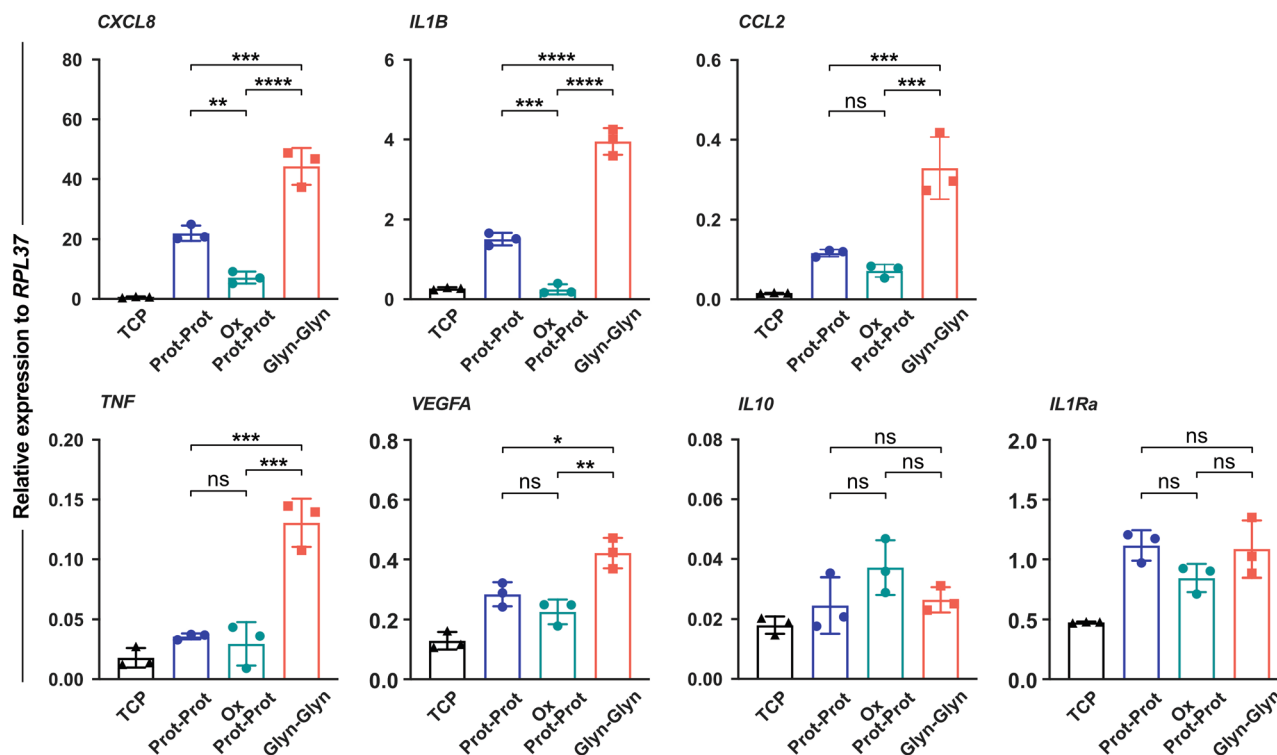 Relative expression to RPL37
CXCL8
80
60
40
20
0
***
**
****
TCP
Prot-Prot
Ox
Prot-Prot
Glyn-Glyn
IL1B
6
4
2
0
****
***
****
TCP
Prot-Prot
Ox
Prot-Prot
Glyn-Glyn
CCL2
0.6
0.4
0.2
0.0
***
ns
***
TCP
Prot-Prot
Ox
Prot-Prot
Glyn-Glyn
TNF
0.20
0.15
0.10
0.05
0.00
***
ns
***
TCP
Prot-Prot
Ox
Prot-Prot
Glyn-Glyn
VEGFA
0.8
0.6
0.4
0.2
0.0
*
ns
**
TCP
Prot-Prot
Ox
Prot-Prot
Glyn-Glyn
IL10
0.08
0.06
0.04
0.02
0.00
ns
ns
ns
TCP
Prot-Prot
Ox
Prot-Prot
Glyn-Glyn
IL1Ra
2.0
1.5
1.0
0.5
0.0
ns
ns
ns
TCP
Prot-Prot
Ox
Prot-Prot
Glyn-Glyn